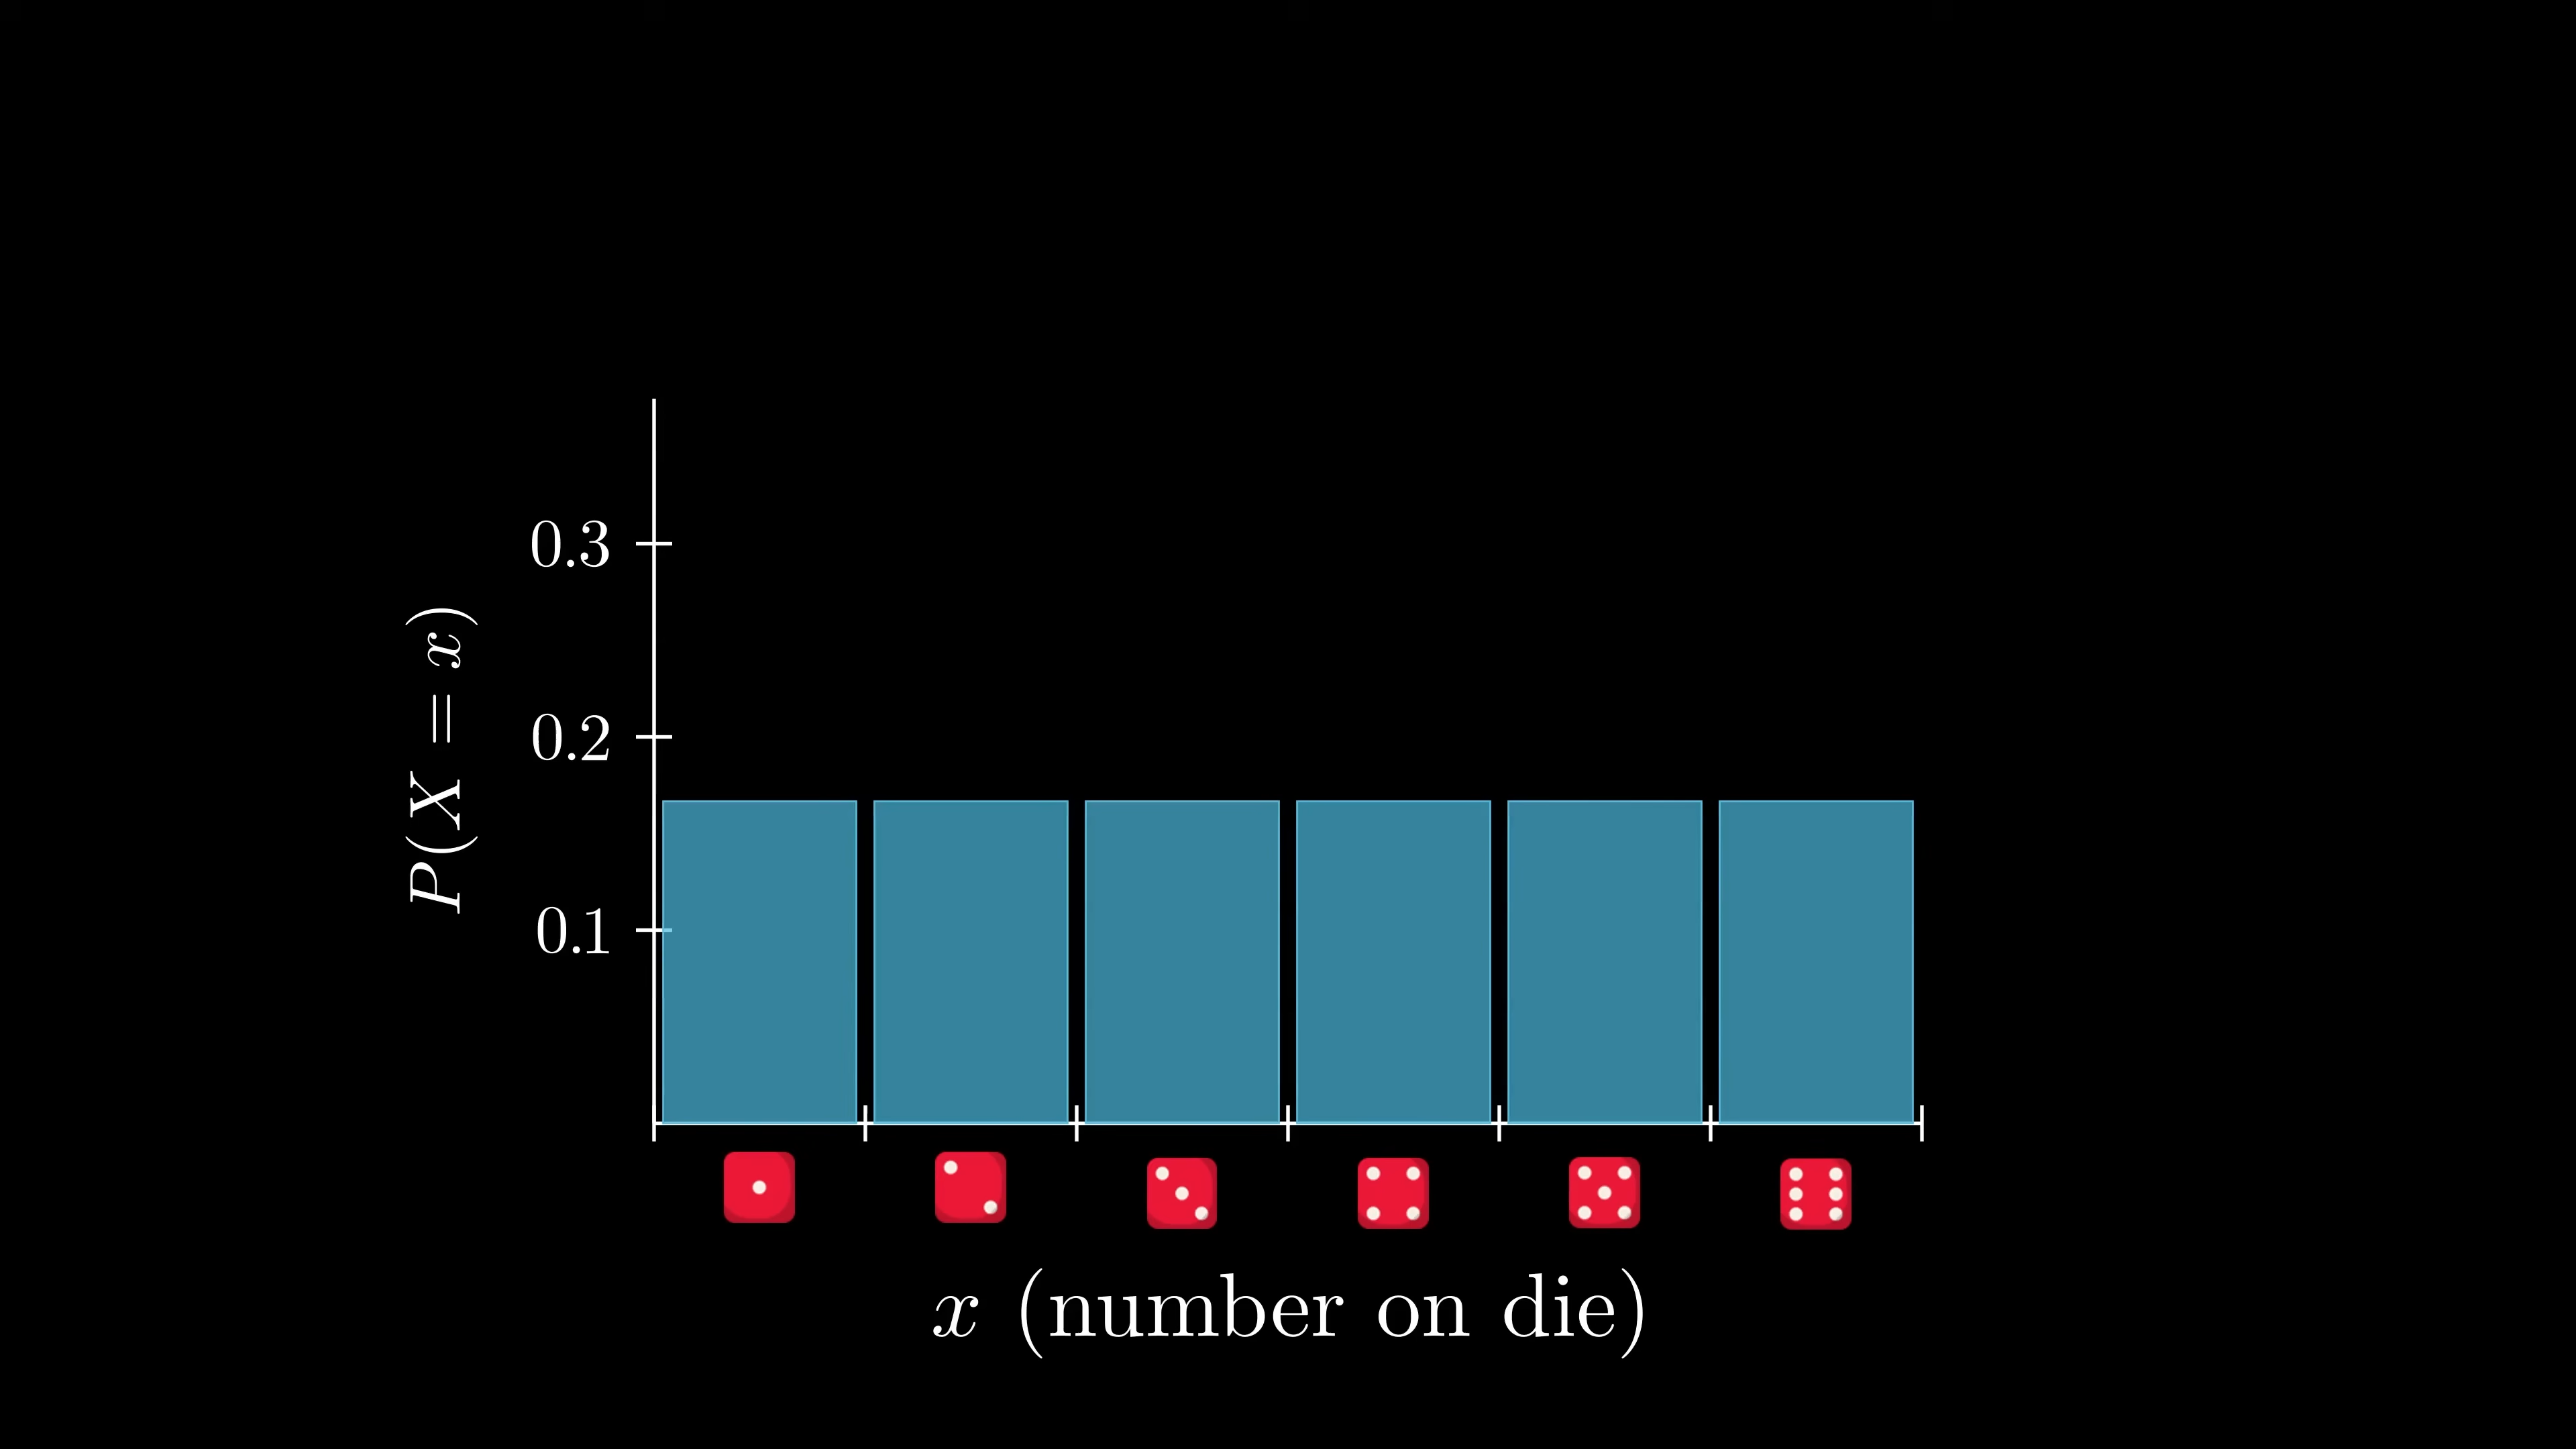 0.3
0.2
0.1
P(X = x)
x (number on die)